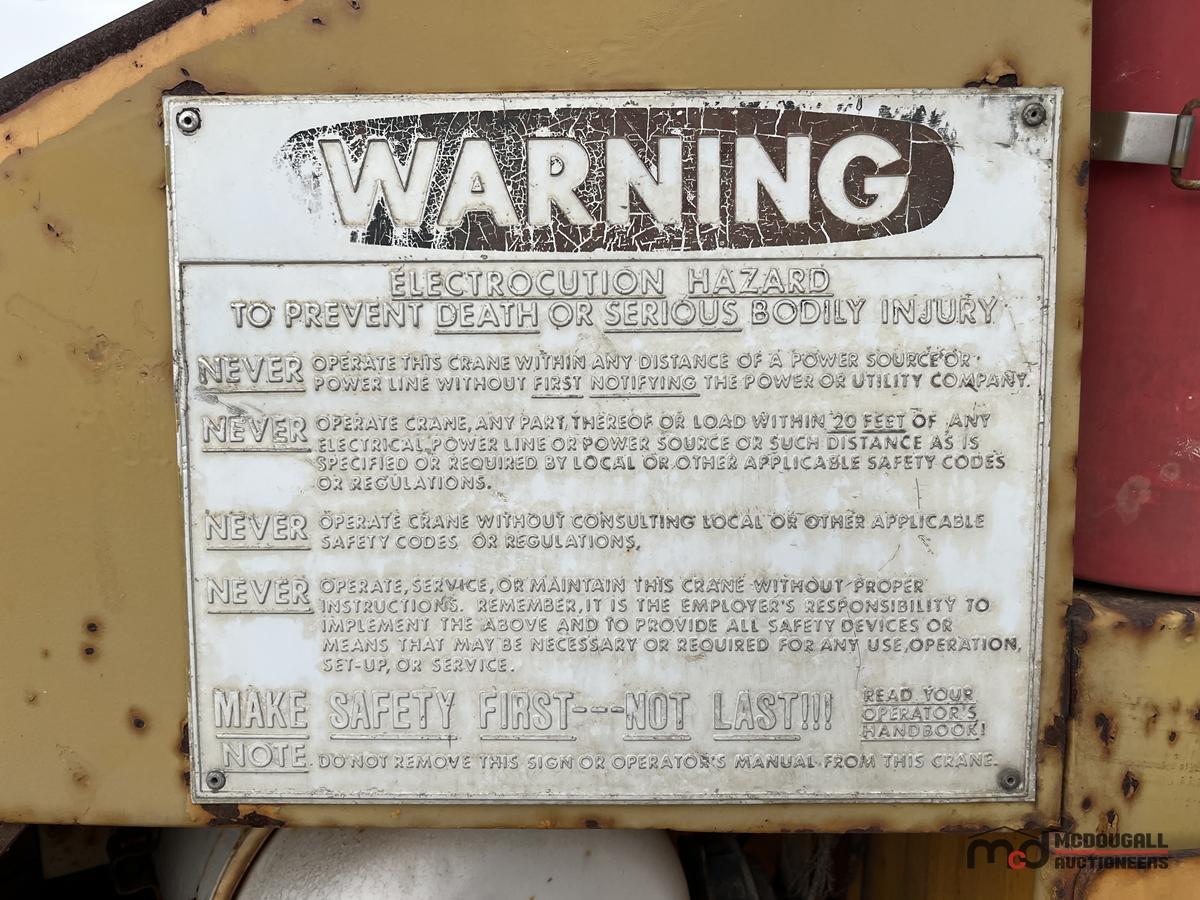 WARNING
ELECTROCUTION HAZARD
TO PREVENT DEATH OR SERIOUS BODILY INJURY
NEVER OPERATE THIS CRANE WITHIN ANY DISTANCE OF A POWER SOURCE OR
POWER LINE WITHOUT FIRST NOTIFYING THE POWER OR UTILITY COMPANY.
NEVER OPERATE CRANE, ANY PART THEREOF OR LOAD WITHIN 20 FEET OF ANY
ELECTRICAL POWER LINE OR POWER SOURCE OR SUCH DISTANCE AS IS
SPECIFIED OR REQUIRED BY LOCAL OR OTHER APPLICABLE SAFETY CODES
OR REGULATIONS.
NEVER OPERATE CRANE WITHOUT CONSULTING LOCAL OR OTHER APPLICABLE
SAFETY CODES OR REGULATIONS.
NEVER OPERATE, SERVICE, OR MAINTAIN THIS CRANE WITHOUT PROPER
INSTRUCTIONS. REMEMBER, IT IS THE EMPLOYER'S RESPONSIBILITY TO
IMPLEMENT THE ABOVE AND TO PROVIDE ALL SAFETY DEVICES OR
MEANS THAT MAY BE NECESSARY OR REQUIRED FOR ANY USE, OPERATION,
SET-UP, OR SERVICE.
MAKE SAFETY FIRST---NOT LAST!!!
READ YOUR
OPERATOR'S
HANDBOOK!
NOTE DO NOT REMOVE THIS SIGN OR OPERATOR'S MANUAL FROM THIS CRANE.
mcd MCDOUGALL
AUCTIONEERS